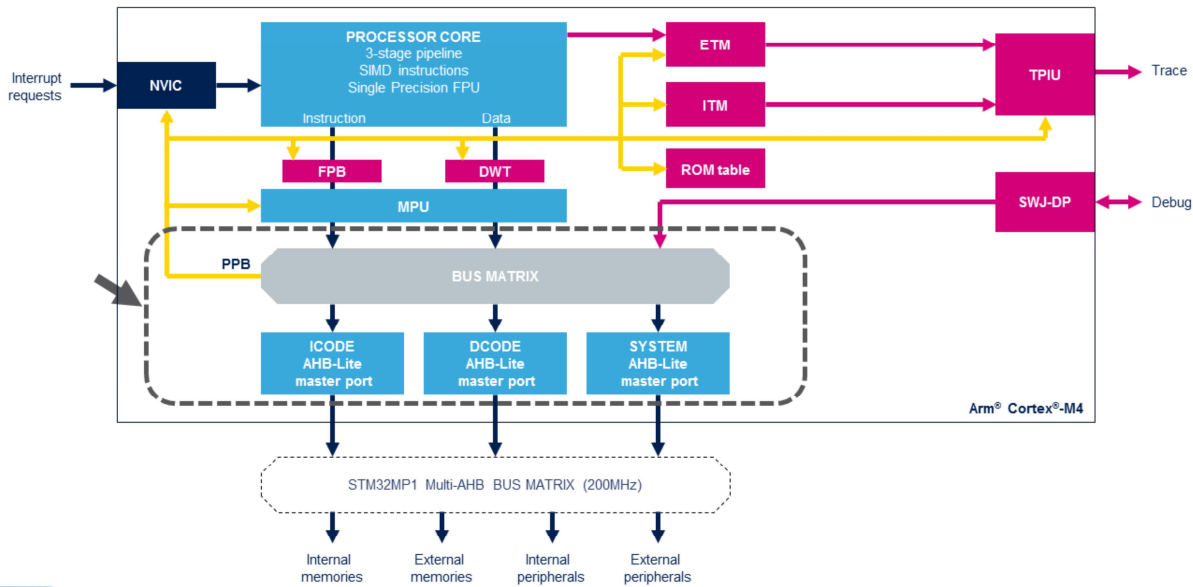 PROCESSOR CORE
3-stage pipeline
SIMD instructions
Single Precision FPU
Instruction
Data
Interrupt
requests
NVIC
ETM
ITM
ROM table
TPIU
Trace
FPB
DWT
MPU
SWJ-DP
Debug
PPB
BUS MATRIX
ICODE
AHB-Lite
master port
DCODE
AHB-Lite
master port
SYSTEM
AHB-Lite
master port
Arm® Cortex®-M4
STM32MP1 Multi-AHB BUS MATRIX (200MHz)
Internal
memories
External
memories
Internal
peripherals
External
peripherals